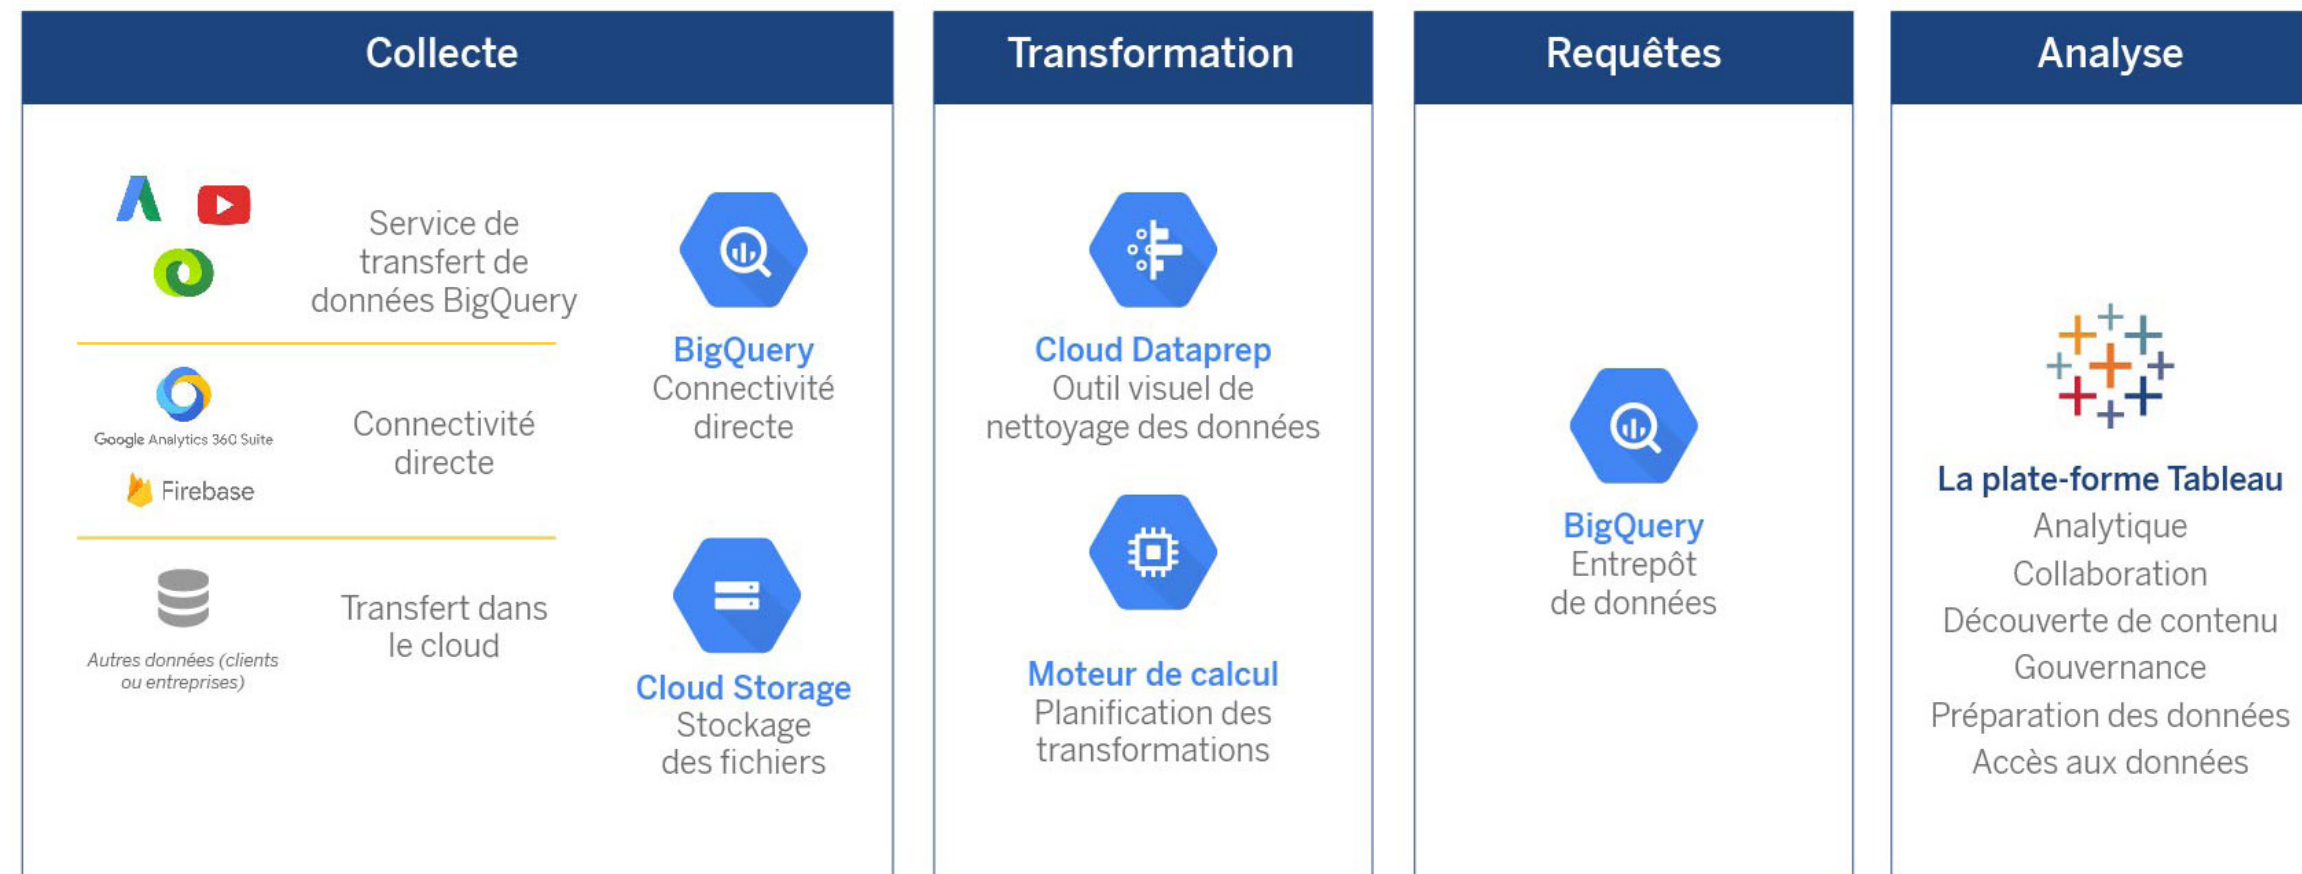 Collecte
Service de
transfert de
données BigQuery
Google Analytics 360 Suite
Firebase
Connectivité
directe
Autres données (clients
ou entreprises)
Transfert dans
le cloud
BigQuery
Connectivité
directe
Cloud Storage
Stockage
des fichiers
Transformation
Cloud Dataprep
Outil visuel de
nettoyage des données
Moteur de calcul
Planification des
transformations
Requêtes
BigQuery
Entrepôt
de données
Analyse
La plate-forme Tableau
Analytique
Collaboration
Découverte de contenu
Gouvernance
Préparation des données
Accès aux données